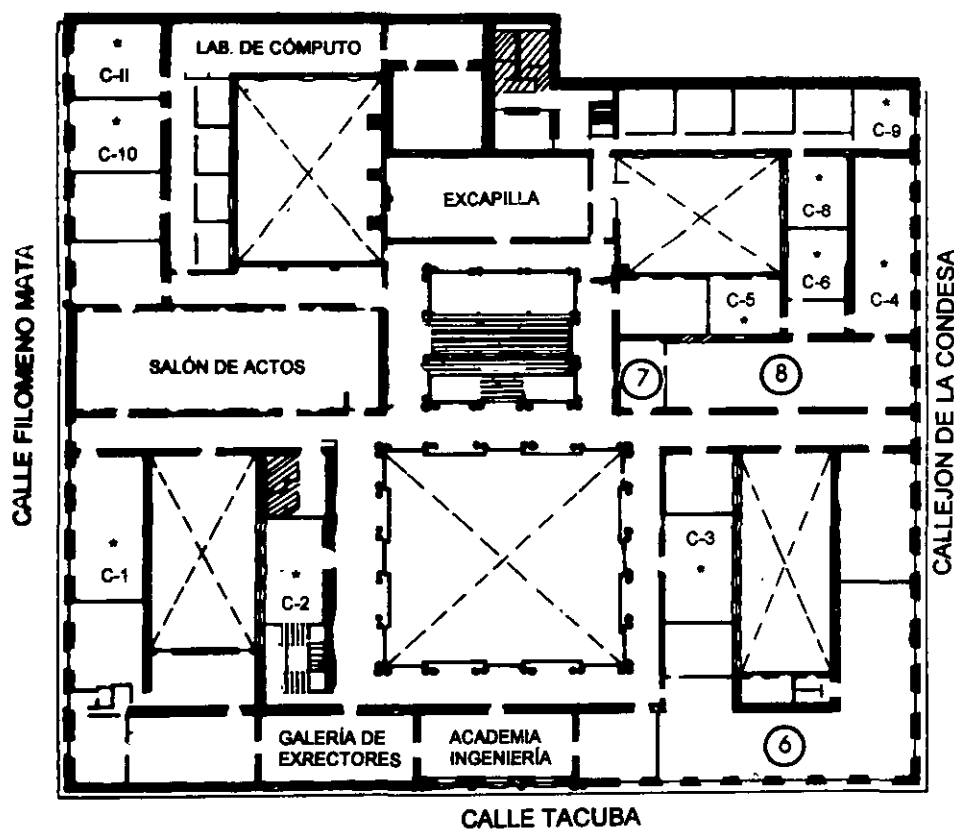 LAB. DE CÓMPUTO
C-II
C-10
C-9
EXCAPILLA
C-8
C-6
C-5
C-4
SALÓN DE ACTOS
7
8
CALLE FILOMENO MATA
CALLEJON DE LA CONDESA
C-1
C-2
C-3
GALERÍA DE
EXRECTORES
ACADEMIA
INGENIERÍA
6
CALLE TACUBA